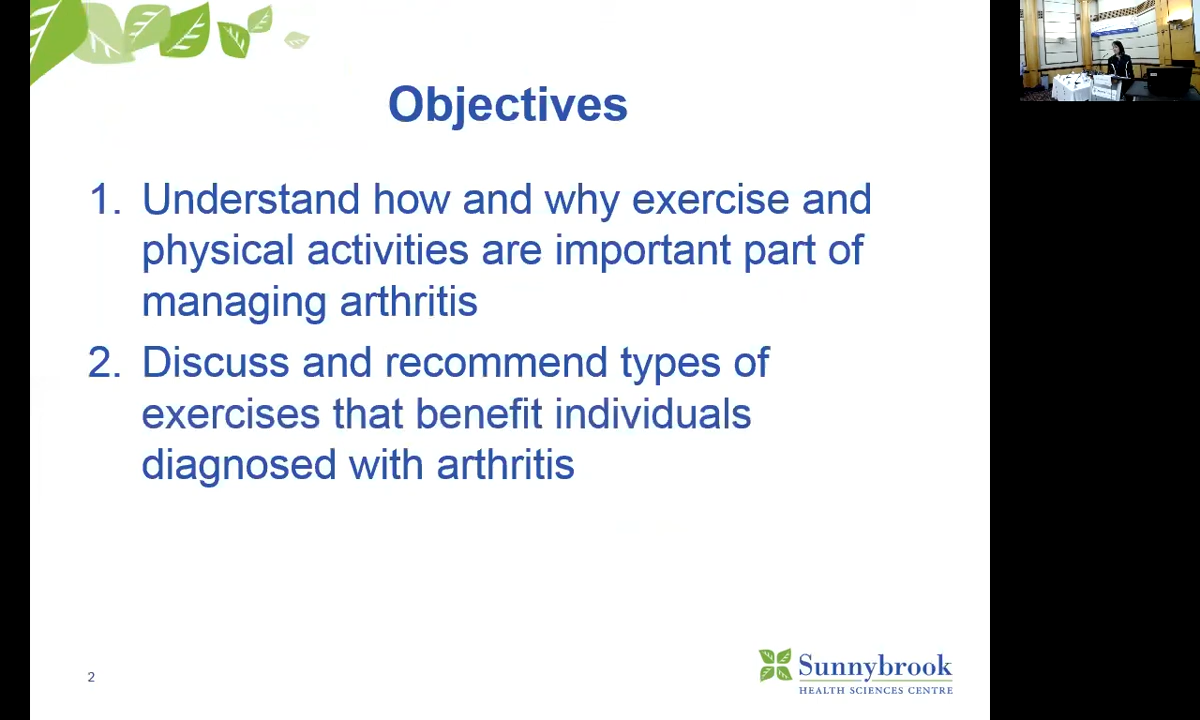 Objectives
1. Understand how and why exercise and
physical activities are important part of
managing arthritis
2. Discuss and recommend types of
exercises that benefit individuals
diagnosed with arthritis
2
Sunnybrook
HEALTH SCIENCES CENTRE